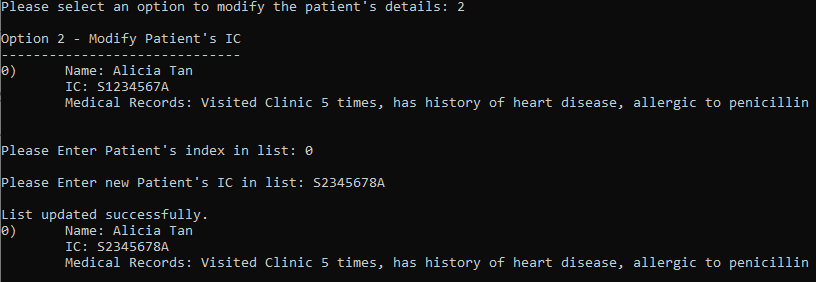 Please select an option to modify the patient's details: 2
Option 2 - Modify Patient's IC
------------------------------
0) Name: Alicia Tan
IC: S1234567A
Medical Records: Visited Clinic 5 times, has history of heart disease, allergic to penicillin
Please Enter Patient's index in list: 0
Please Enter new Patient's IC in list: S2345678A
List updated successfully.
0) Name: Alicia Tan
IC: S2345678A
Medical Records: Visited Clinic 5 times, has history of heart disease, allergic to penicillin